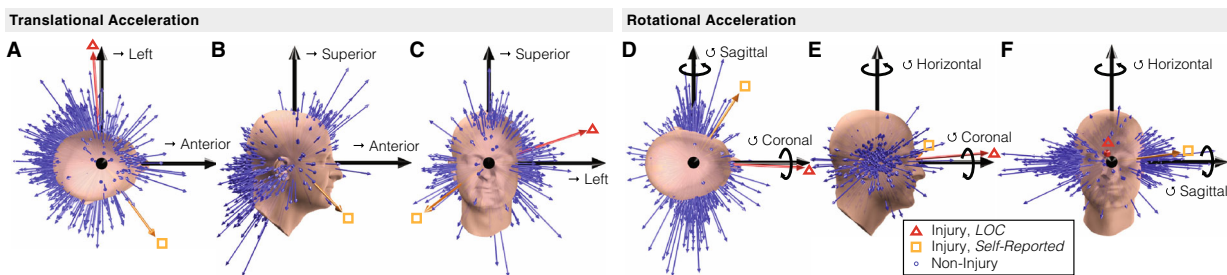 Translational Acceleration
Rotational Acceleration
A
→ Left
→ Anterior
B
→ Superior
→ Anterior
C
→ Superior
→ Left
D
↺ Sagittal
↺ Coronal
E
↺ Horizontal
↺ Coronal
F
↺ Horizontal
↺ Sagittal
Injury, LOC
Injury, Self-Reported
Non-Injury